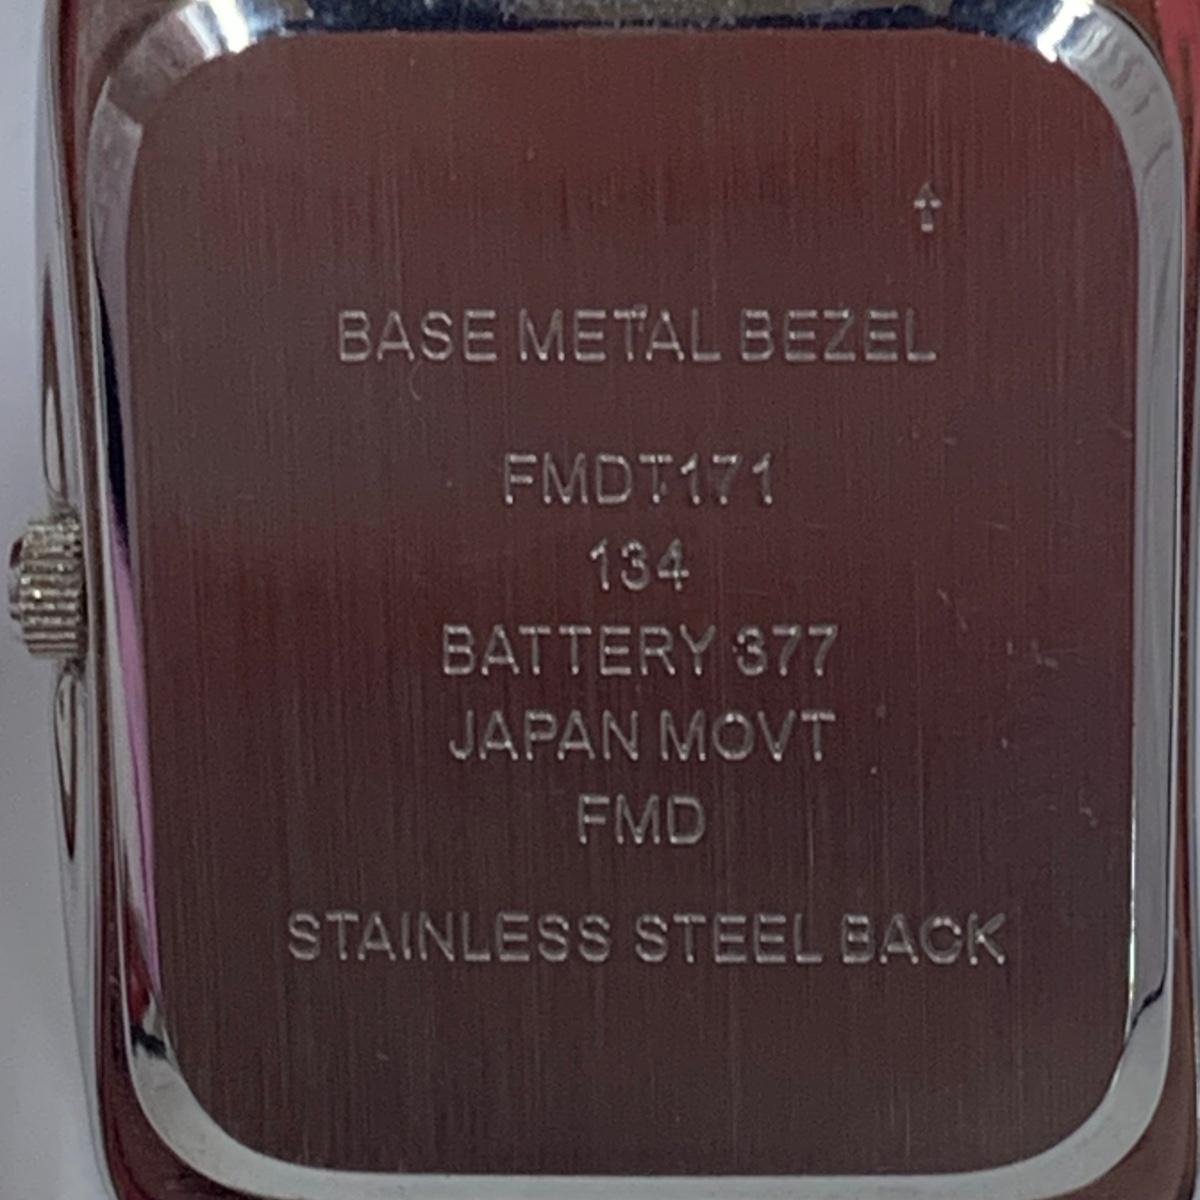 BASE METAL BEZEL
FMDT171
134
BATTERY 377
JAPAN MOVT
FMD
STAINLESS STEEL BACK